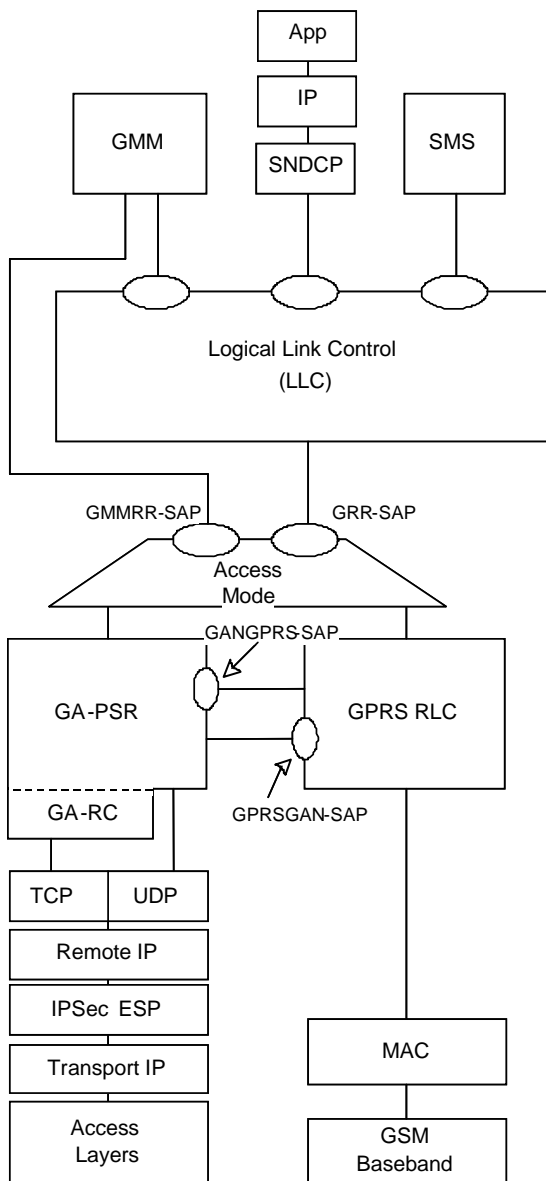 App
IP
GMM
SNDCP
SMS
Logical Link Control
(LLC)
GMMRR-SAP
GRR-SAP
Access
Mode
GANGPRS-SAP
GA-PSR
GPRS RLC
GA-RC
GPRSGAN-SAP
TCP
UDP
Remote IP
IPSec ESP
Transport IP
MAC
Access
Layers
GSM
Baseband